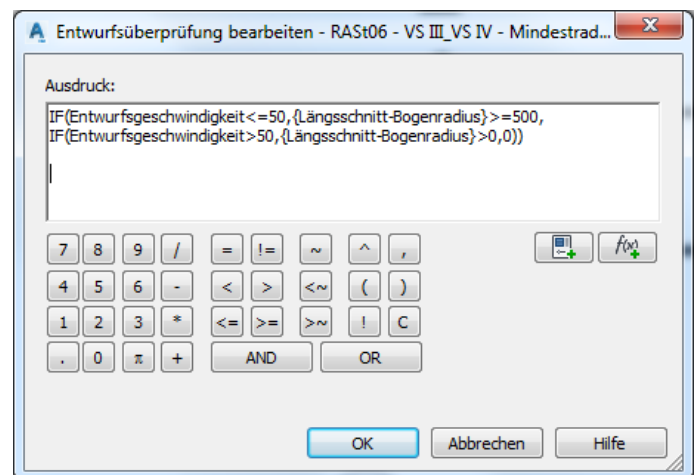 Entwurfsüberprüfung bearbeiten - RASt06 - VS III_VS IV - Mindestrad...
Ausdruck:
IF(Entwurfsgeschwindigkeit<=50,{Längsschnitt-Bogenradius}>=500,
IF(Entwurfsgeschwindigkeit>50,{Längsschnitt-Bogenradius}>0,0))
7 8 9 / = != ~ ^ , f(x)
4 5 6 - < > <~ ( )
1 2 3 * <= >= >~ ! C
. 0 π + AND OR
OK Abbrechen Hilfe